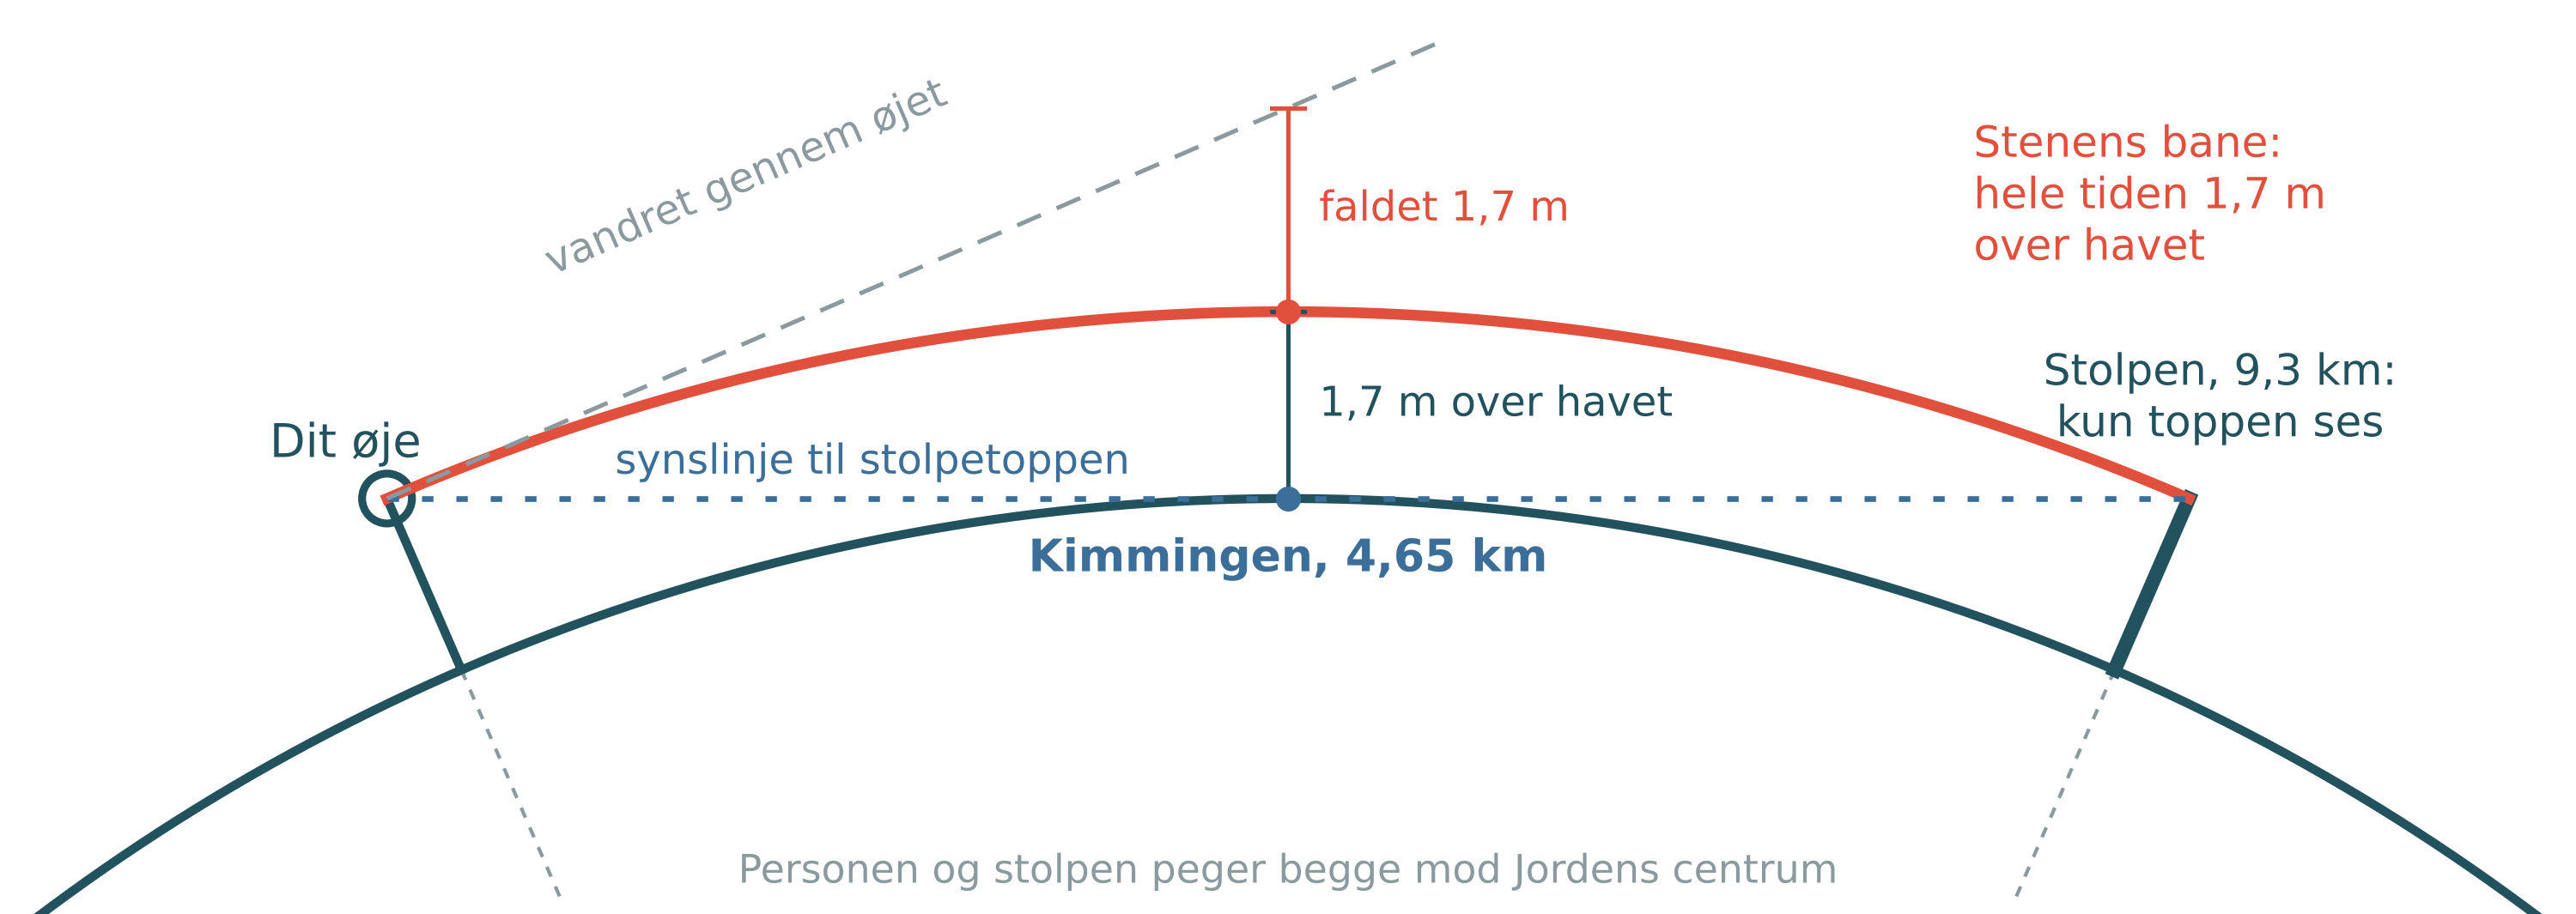 vandret gennem øjet
Stenens bane:
hele tiden 1,7 m
over havet
faldet 1,7 m
Stolpen, 9,3 km:
kun toppen ses
1,7 m over havet
Dit øje
synslinje til stolpetoppen
Kimmingen, 4,65 km
Personen og stolpen peger begge mod Jordens centrum